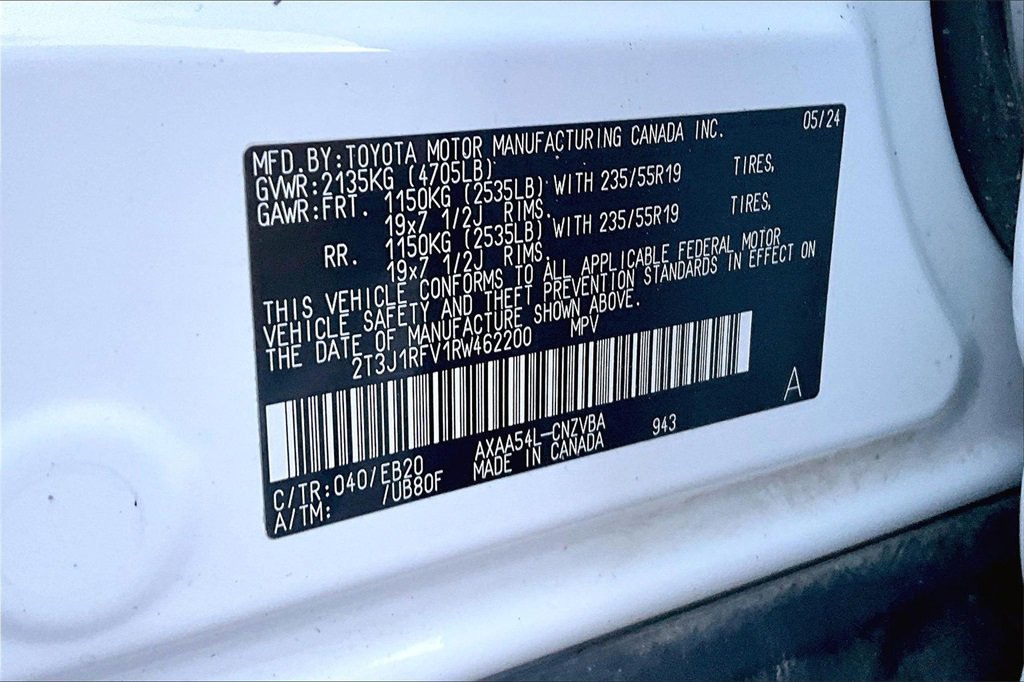 MFD.BY:TOYOTA MOTOR MANUFACTURING CANADA INC. 05/24
GVWR:2135KG (4705LB)
GAWR:FRT. 1150KG (2535LB) WITH 235/55R19 TIRES,
19x7 1/2J RIMS.
RR. 1150KG (2535LB) WITH 235/55R19 TIRES,
19x7 1/2J RIMS.
THIS VEHICLE CONFORMS TO ALL APPLICABLE FEDERAL MOTOR
VEHICLE SAFETY AND THEFT PREVENTION STANDARDS IN EFFECT ON
THE DATE OF MANUFACTURE SHOWN ABOVE.
2T3J1RFV1RW462200 MPV
A
C/TR:040/EB20 AXAA54L-CNZVBA 943
A/TM: /UB80F MADE IN CANADA